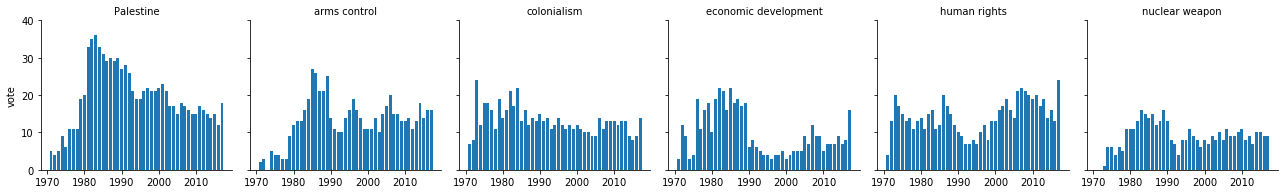 Palestine
arms control
colonialism
economic development
human rights
nuclear weapon
vote
40
30
20
10
0
1970 1980 1990 2000 2010
1970 1980 1990 2000 2010
1970 1980 1990 2000 2010
1970 1980 1990 2000 2010
1970 1980 1990 2000 2010
1970 1980 1990 2000 2010